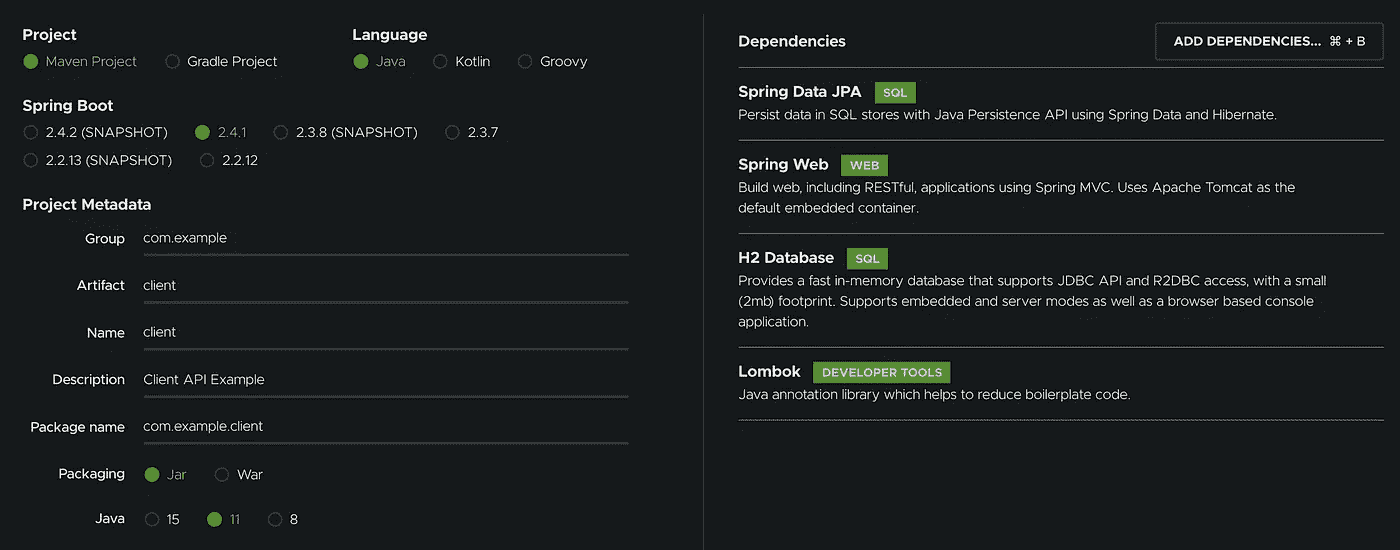 Project
Maven Project Gradle Project
Language
Java Kotlin Groovy
Spring Boot
2.4.2 (SNAPSHOT) 2.4.1 2.3.8 (SNAPSHOT) 2.3.7
2.2.13 (SNAPSHOT) 2.2.12
Project Metadata
Group com.example
Artifact client
Name client
Description Client API Example
Package name com.example.client
Packaging Jar War
Java 15 11 8
Dependencies
ADD DEPENDENCIES... ⌘ + B
Spring Data JPA SQL
Persist data in SQL stores with Java Persistence API using Spring Data and Hibernate.
Spring Web WEB
Build web, including RESTful, applications using Spring MVC. Uses Apache Tomcat as the
default embedded container.
H2 Database SQL
Provides a fast in-memory database that supports JDBC API and R2DBC access, with a small
(2mb) footprint. Supports embedded and server modes as well as a browser based console
application.
Lombok DEVELOPER TOOLS
Java annotation library which helps to reduce boilerplate code.